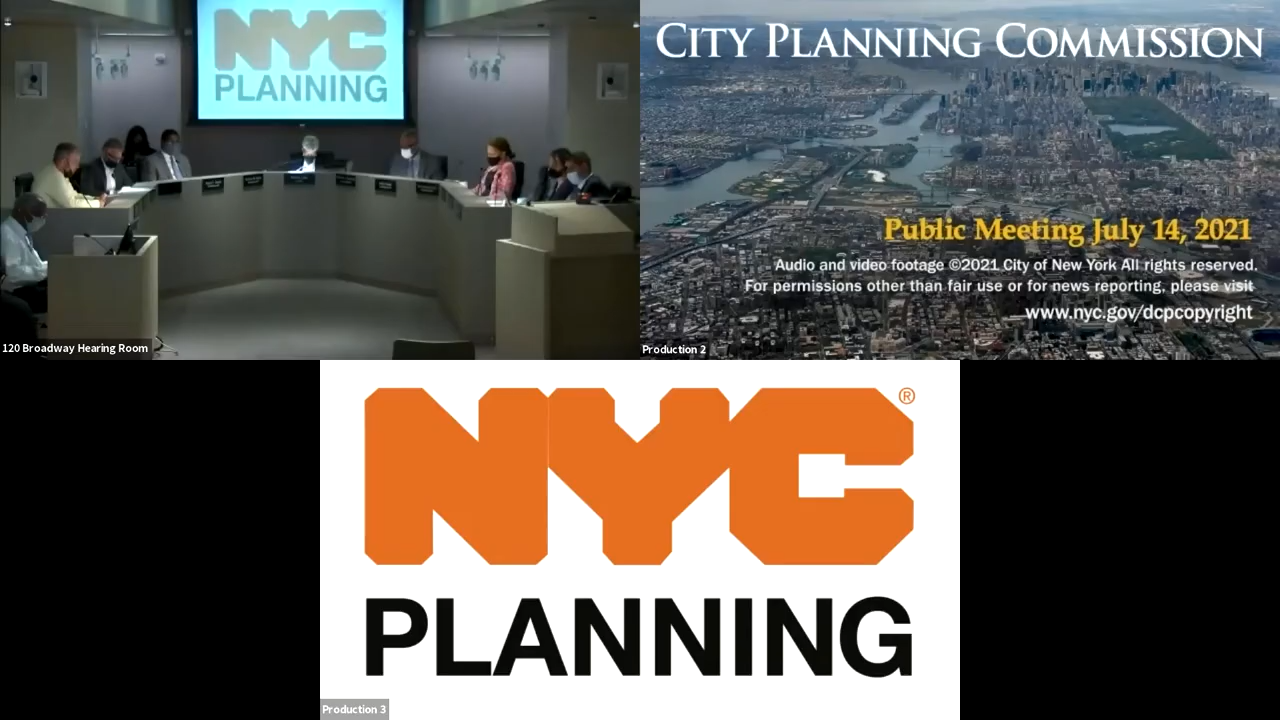 NYC
PLANNING
120 Broadway Hearing Room
CITY PLANNING COMMISSION
Public Meeting July 14, 2021
Audio and video footage ©2021 City of New York All rights reserved.
For permissions other than fair use or for news reporting, please visit
www.nyc.gov/dcpcopyright
Production 2
NYC®
PLANNING
Production 3